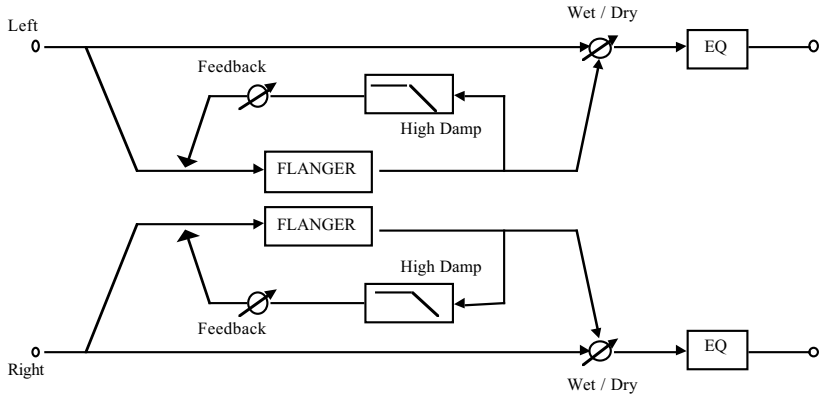 Wet / Dry
Left
EQ
Feedback
High Damp
FLANGER
FLANGER
High Damp
Feedback
EQ
Right
Wet / Dry